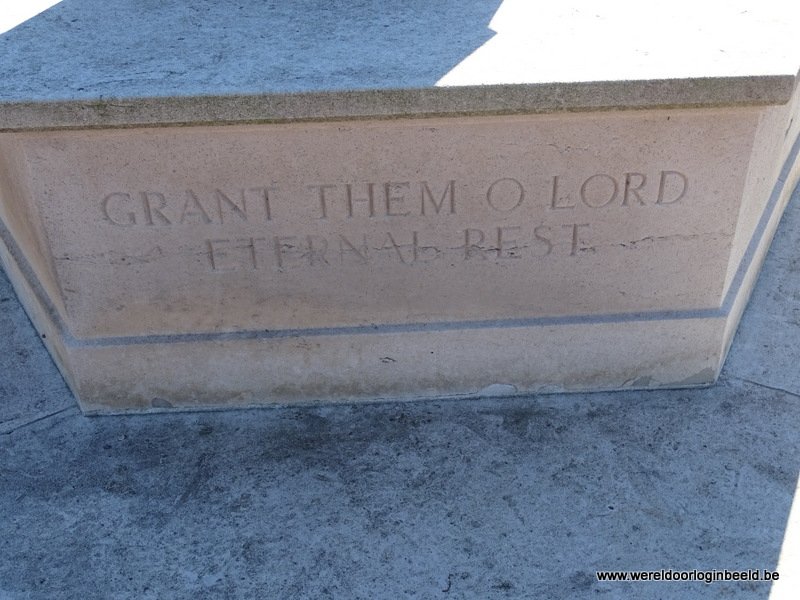 GRANT THEM O LORD
ETERNAL REST
www.wereldoorloginbeeld.be